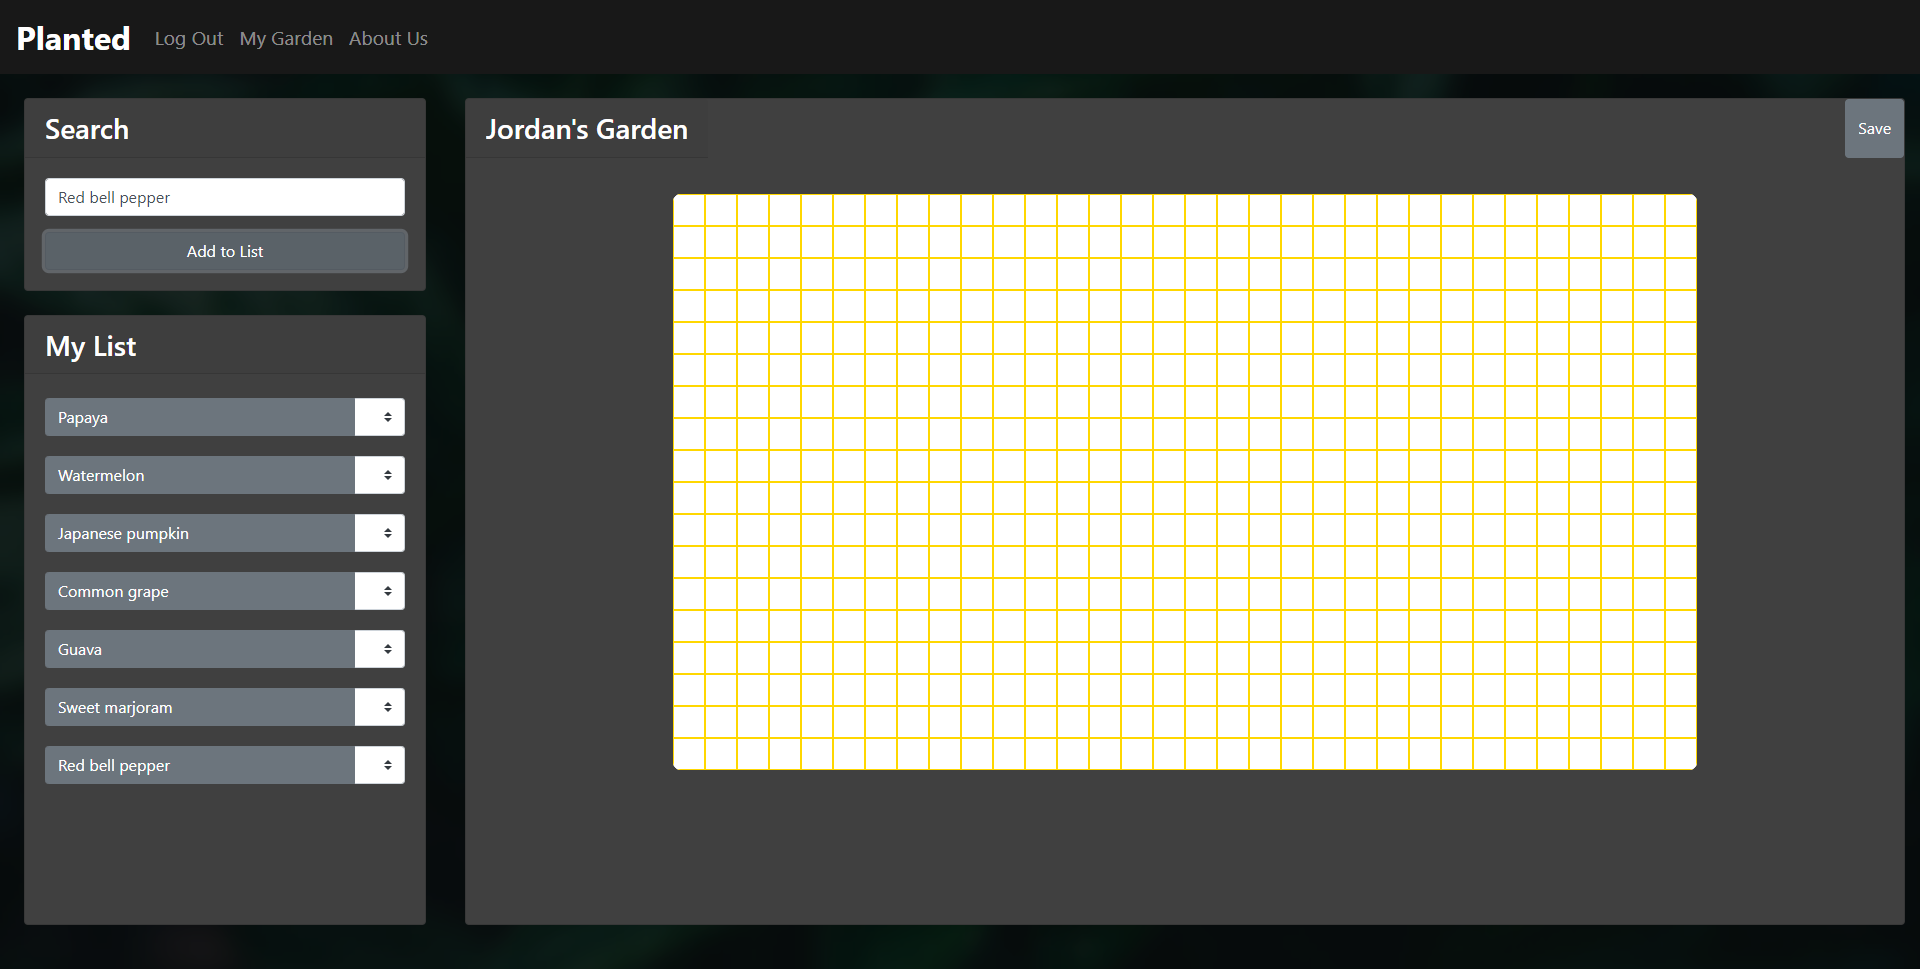 Planted Log Out My Garden About Us
Search
Red bell pepper
Add to List
My List
Papaya
Watermelon
Japanese pumpkin
Common grape
Guava
Sweet marjoram
Red bell pepper
Jordan's Garden
Save